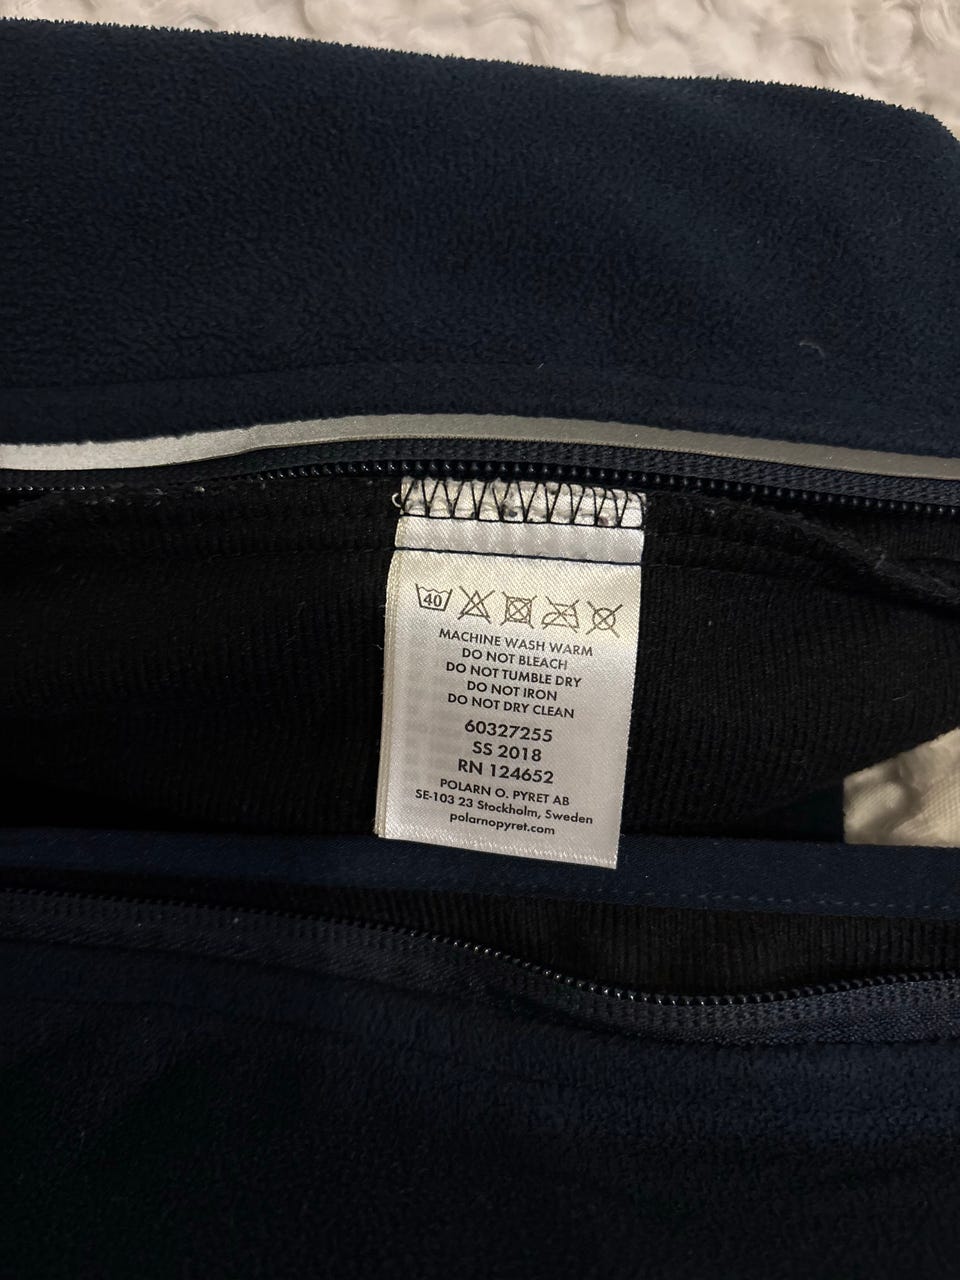 40
MACHINE WASH WARM
DO NOT BLEACH
DO NOT TUMBLE DRY
DO NOT IRON
DO NOT DRY CLEAN
60327255
SS 2018
RN 124652
POLARN O. PYRET AB
SE-103 23 Stockholm, Sweden
polarnopyret.com